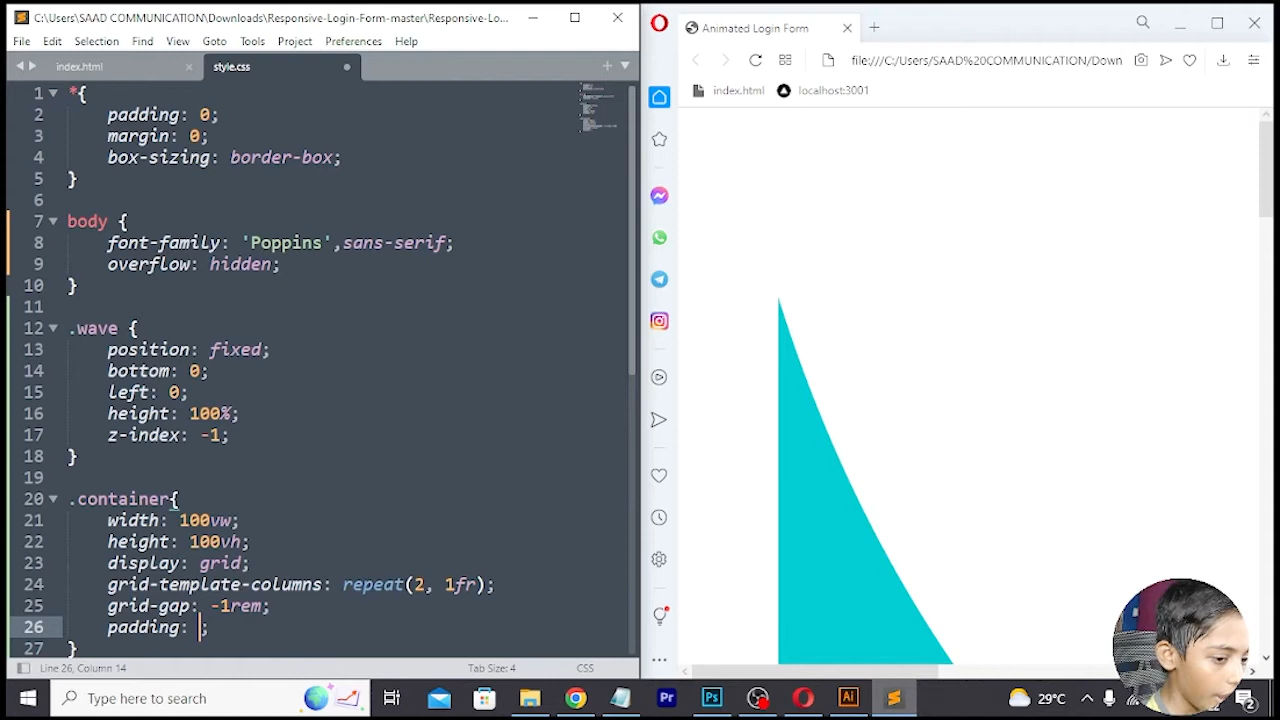 C:\Users\SAAD COMMUNICATION\Downloads\Responsive-Login-Form-master\Responsive-Lo...
File Edit Selection Find View Goto Tools Project Preferences Help
index.html
style.css
1 *{
2 padding: 0;
3 margin: 0;
4 box-sizing: border-box;
5 }
6
7 body {
8 font-family: 'Poppins',sans-serif;
9 overflow: hidden;
10 }
11
12 .wave {
13 position: fixed;
14 bottom: 0;
15 left: 0;
16 height: 100%;
17 z-index: -1;
18 }
19
20 .container{
21 width: 100vw;
22 height: 100vh;
23 display: grid;
24 grid-template-columns: repeat(2, 1fr);
25 grid-gap: -1rem;
26 padding: ;
27 }
Line 26, Column 14
Tab Size: 4
CSS
Animated Login Form
file:///C:/Users/SAAD%20COMMUNICATION/Down
index.html
localhost:3001
Type here to search
Pr
Ps
Ai
29°C
2